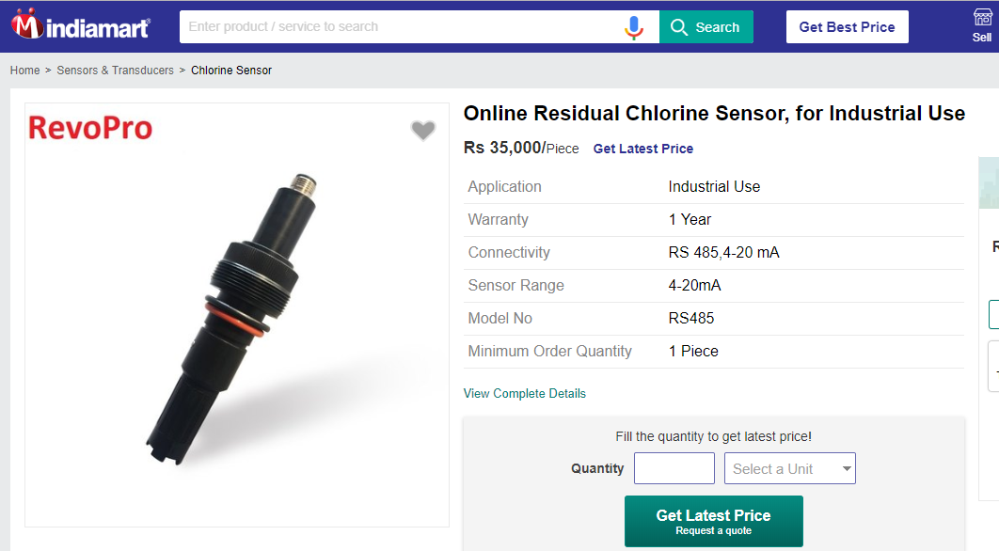 indiamart
Enter product / service to search
Search
Get Best Price
Sell
Home > Sensors & Transducers > Chlorine Sensor
RevoPro
Online Residual Chlorine Sensor, for Industrial Use
Rs 35,000/Piece Get Latest Price
Application Industrial Use
Warranty 1 Year
Connectivity RS 485,4-20 mA
Sensor Range 4-20mA
Model No RS485
Minimum Order Quantity 1 Piece
View Complete Details
Fill the quantity to get latest price!
Quantity Select a Unit
Get Latest Price
Request a quote